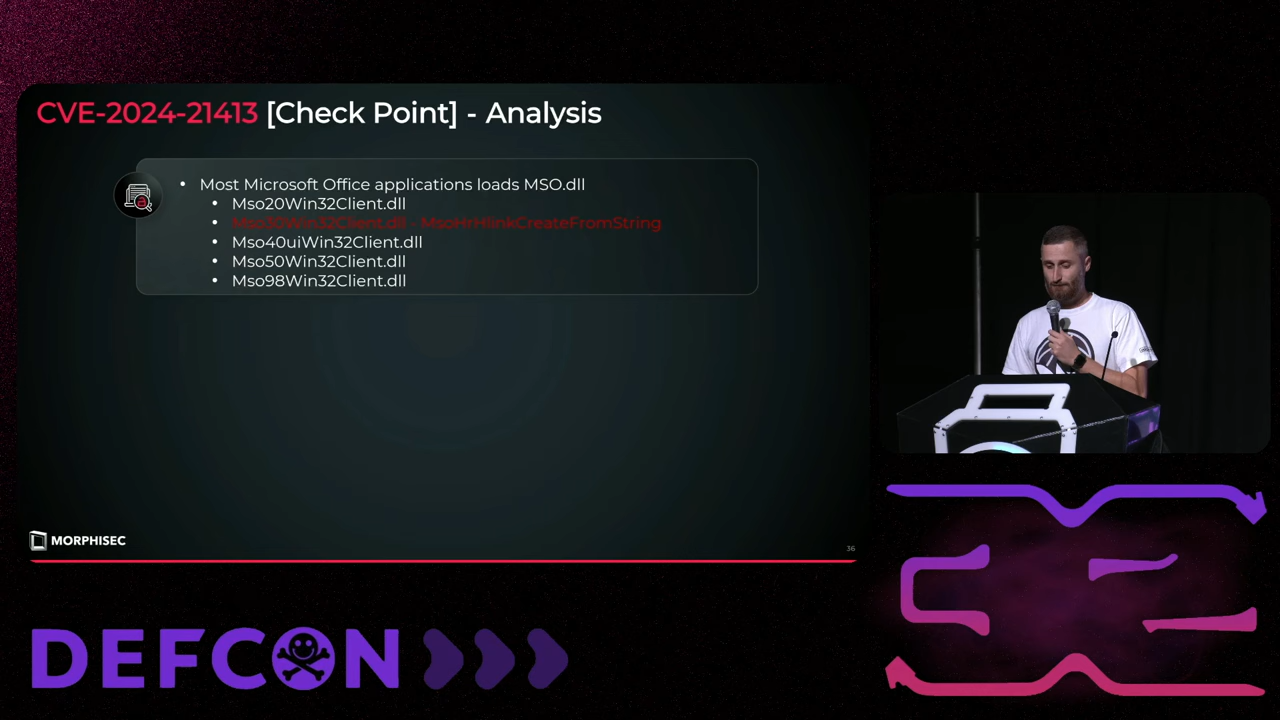 CVE-2024-21413 [Check Point] - Analysis
• Most Microsoft Office applications loads MSO.dll
• Mso20Win32Client.dll
• Mso30Win32Client.dll - MsoHrHlinkCreateFromString
• Mso40uiWin32Client.dll
• Mso50Win32Client.dll
• Mso98Win32Client.dll
MORPHISEC
36
DEFCON